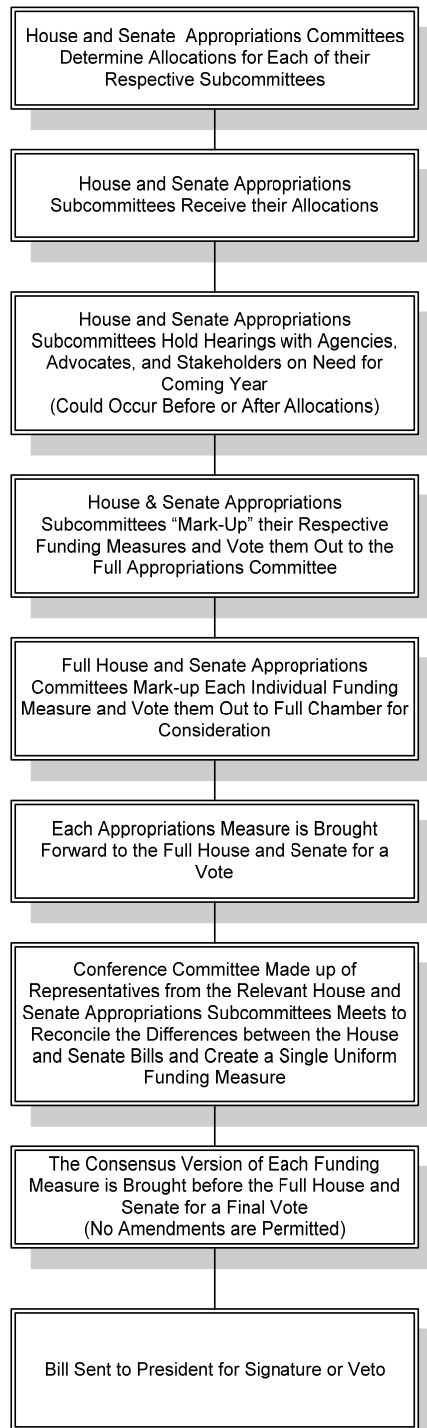 House and Senate Appropriations Committees
Determine Allocations for Each of their
Respective Subcommittees
House and Senate Appropriations
Subcommittees Receive their Allocations
House and Senate Appropriations
Subcommittees Hold Hearings with Agencies,
Advocates, and Stakeholders on Need for
Coming Year
(Could Occur Before or After Allocations)
House & Senate Appropriations
Subcommittees “Mark-Up” their Respective
Funding Measures and Vote them Out to the
Full Appropriations Committee
Full House and Senate Appropriations
Committees Mark-up Each Individual Funding
Measure and Vote them Out to Full Chamber for
Consideration
Each Appropriations Measure is Brought
Forward to the Full House and Senate for a
Vote
Conference Committee Made up of
Representatives from the Relevant House and
Senate Appropriations Subcommittees Meets to
Reconcile the Differences between the House
and Senate Bills and Create a Single Uniform
Funding Measure
The Consensus Version of Each Funding
Measure is Brought before the Full House and
Senate for a Final Vote
(No Amendments are Permitted)
Bill Sent to President for Signature or Veto